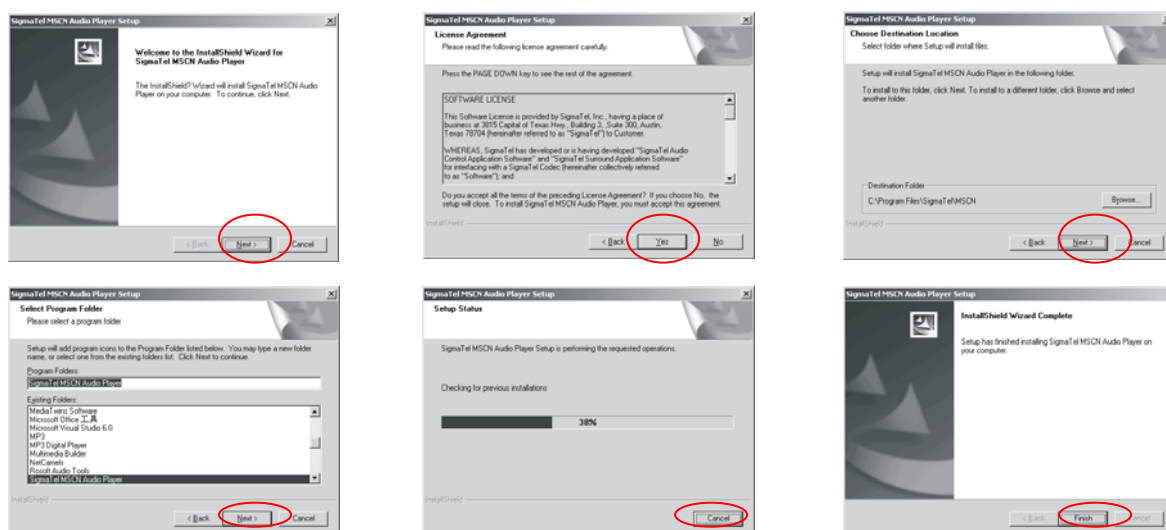 SigmaTel MSCN Audio Player Setup
Welcome to the InstallShield Wizard for
SigmaTel MSCN Audio Player
The InstallShield? Wizard will install SigmaTel MSCN Audio
Player on your computer. To continue, click Next.
< Back
Next >
Cancel
SigmaTel MSCN Audio Player Setup
License Agreement
Please read the following license agreement carefully.
Press the PAGE DOWN key to see the rest of the agreement.
SOFTWARE LICENSE
This Software License is provided by SigmaTel, Inc., having a place of
business at 3815 Capital of Texas Hwy., Building 3, ,Suite 300, Austin,
Texas 78704 (hereinafter referred to as "SigmaTel") to Customer.
WHEREAS, SigmaTel has developed or is having developed "SigmaTel Audio
Control Application Software" and "SigmaTel Surround Application Software"
for interfacing with a SigmaTel Codec (hereinafter collectively referred
to as "Software"); and
Do you accept all the terms of the preceding License Agreement? If you choose No, the
setup will close. To install SigmaTel MSCN Audio Player, you must accept this agreement.
InstallShield
< Back
Yes
No
SigmaTel MSCN Audio Player Setup
Choose Destination Location
Select folder where Setup will install files.
Setup will install SigmaTel MSCN Audio Player in the following folder.
To install to this folder, click Next. To install to a different folder, click Browse and select
another folder.
Destination Folder
C:\Program Files\SigmaTel\MSCN
Browse...
InstallShield
< Back
Next >
Cancel
SigmaTel MSCN Audio Player Setup
Select Program Folder
Please select a program folder.
Setup will add program icons to the Program Folder listed below. You may type a new folder
name, or select one from the existing folders list. Click Next to continue.
Program Folders:
SigmaTel MSCN Audio Player
Existing Folders:
MediaTwins Software
Microsoft Office 工具
Microsoft Visual Studio 6.0
MP3
MP3 Digital Player
Multimedia Builder
NetCamels
Rosoft Audio Tools
SigmaTel MSCN Audio Player
InstallShield
< Back
Next >
Cancel
SigmaTel MSCN Audio Player Setup
Setup Status
SigmaTel MSCN Audio Player Setup is performing the requested operations.
Checking for previous installations
38%
InstallShield
Cancel
SigmaTel MSCN Audio Player Setup
InstallShield Wizard Complete
Setup has finished installing SigmaTel MSCN Audio Player on
your computer.
< Back
Finish
Cancel